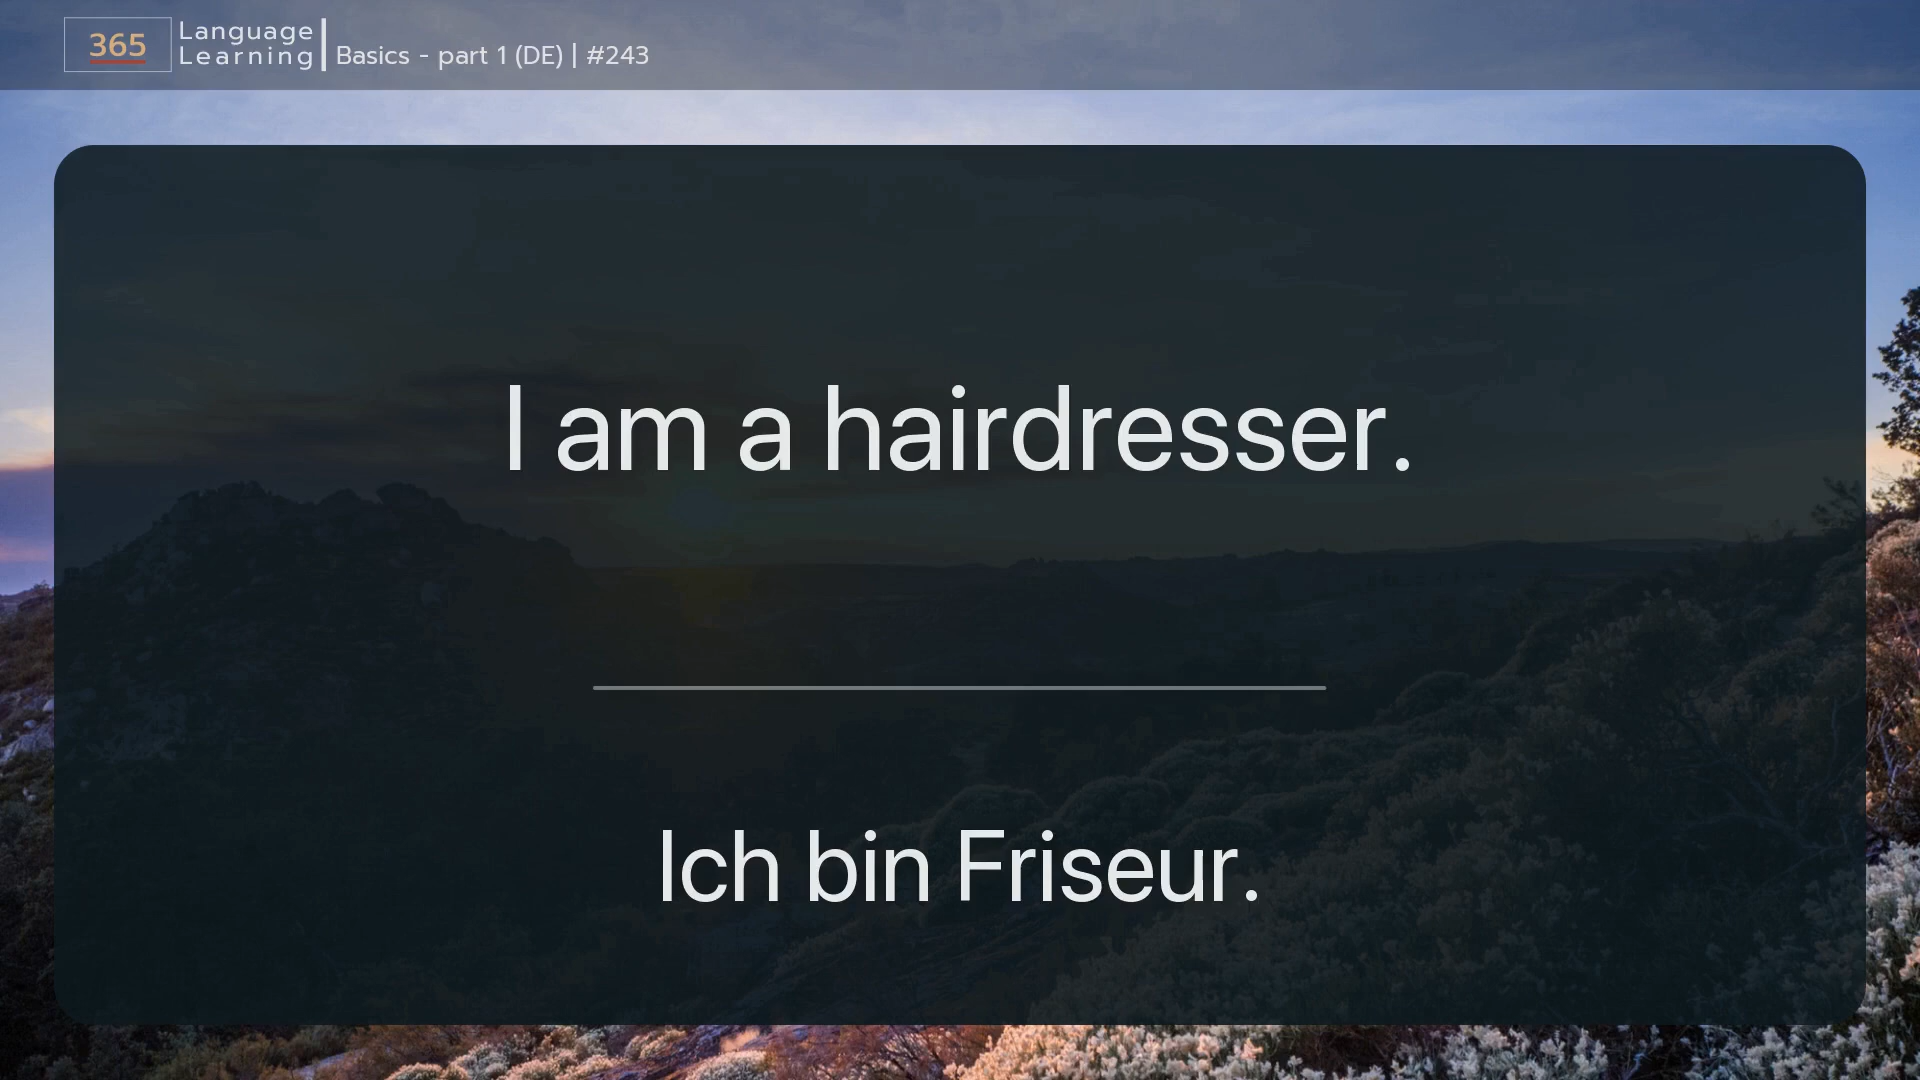 365
Language
Learning
Basics - part 1 (DE) | #243
I am a hairdresser.
Ich bin Friseur.